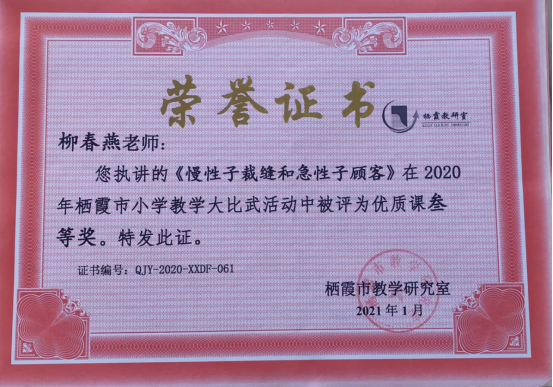 荣誉证书
栖霞教研室
柳春燕老师:
您执讲的《慢性子裁缝和急性子顾客》在2020
年栖霞市小学教学大比武活动中被评为优质课叁
等奖。特发此证。
证书编号: QJY-2020-XXDF-061
栖霞市教学研究室
2021年1月